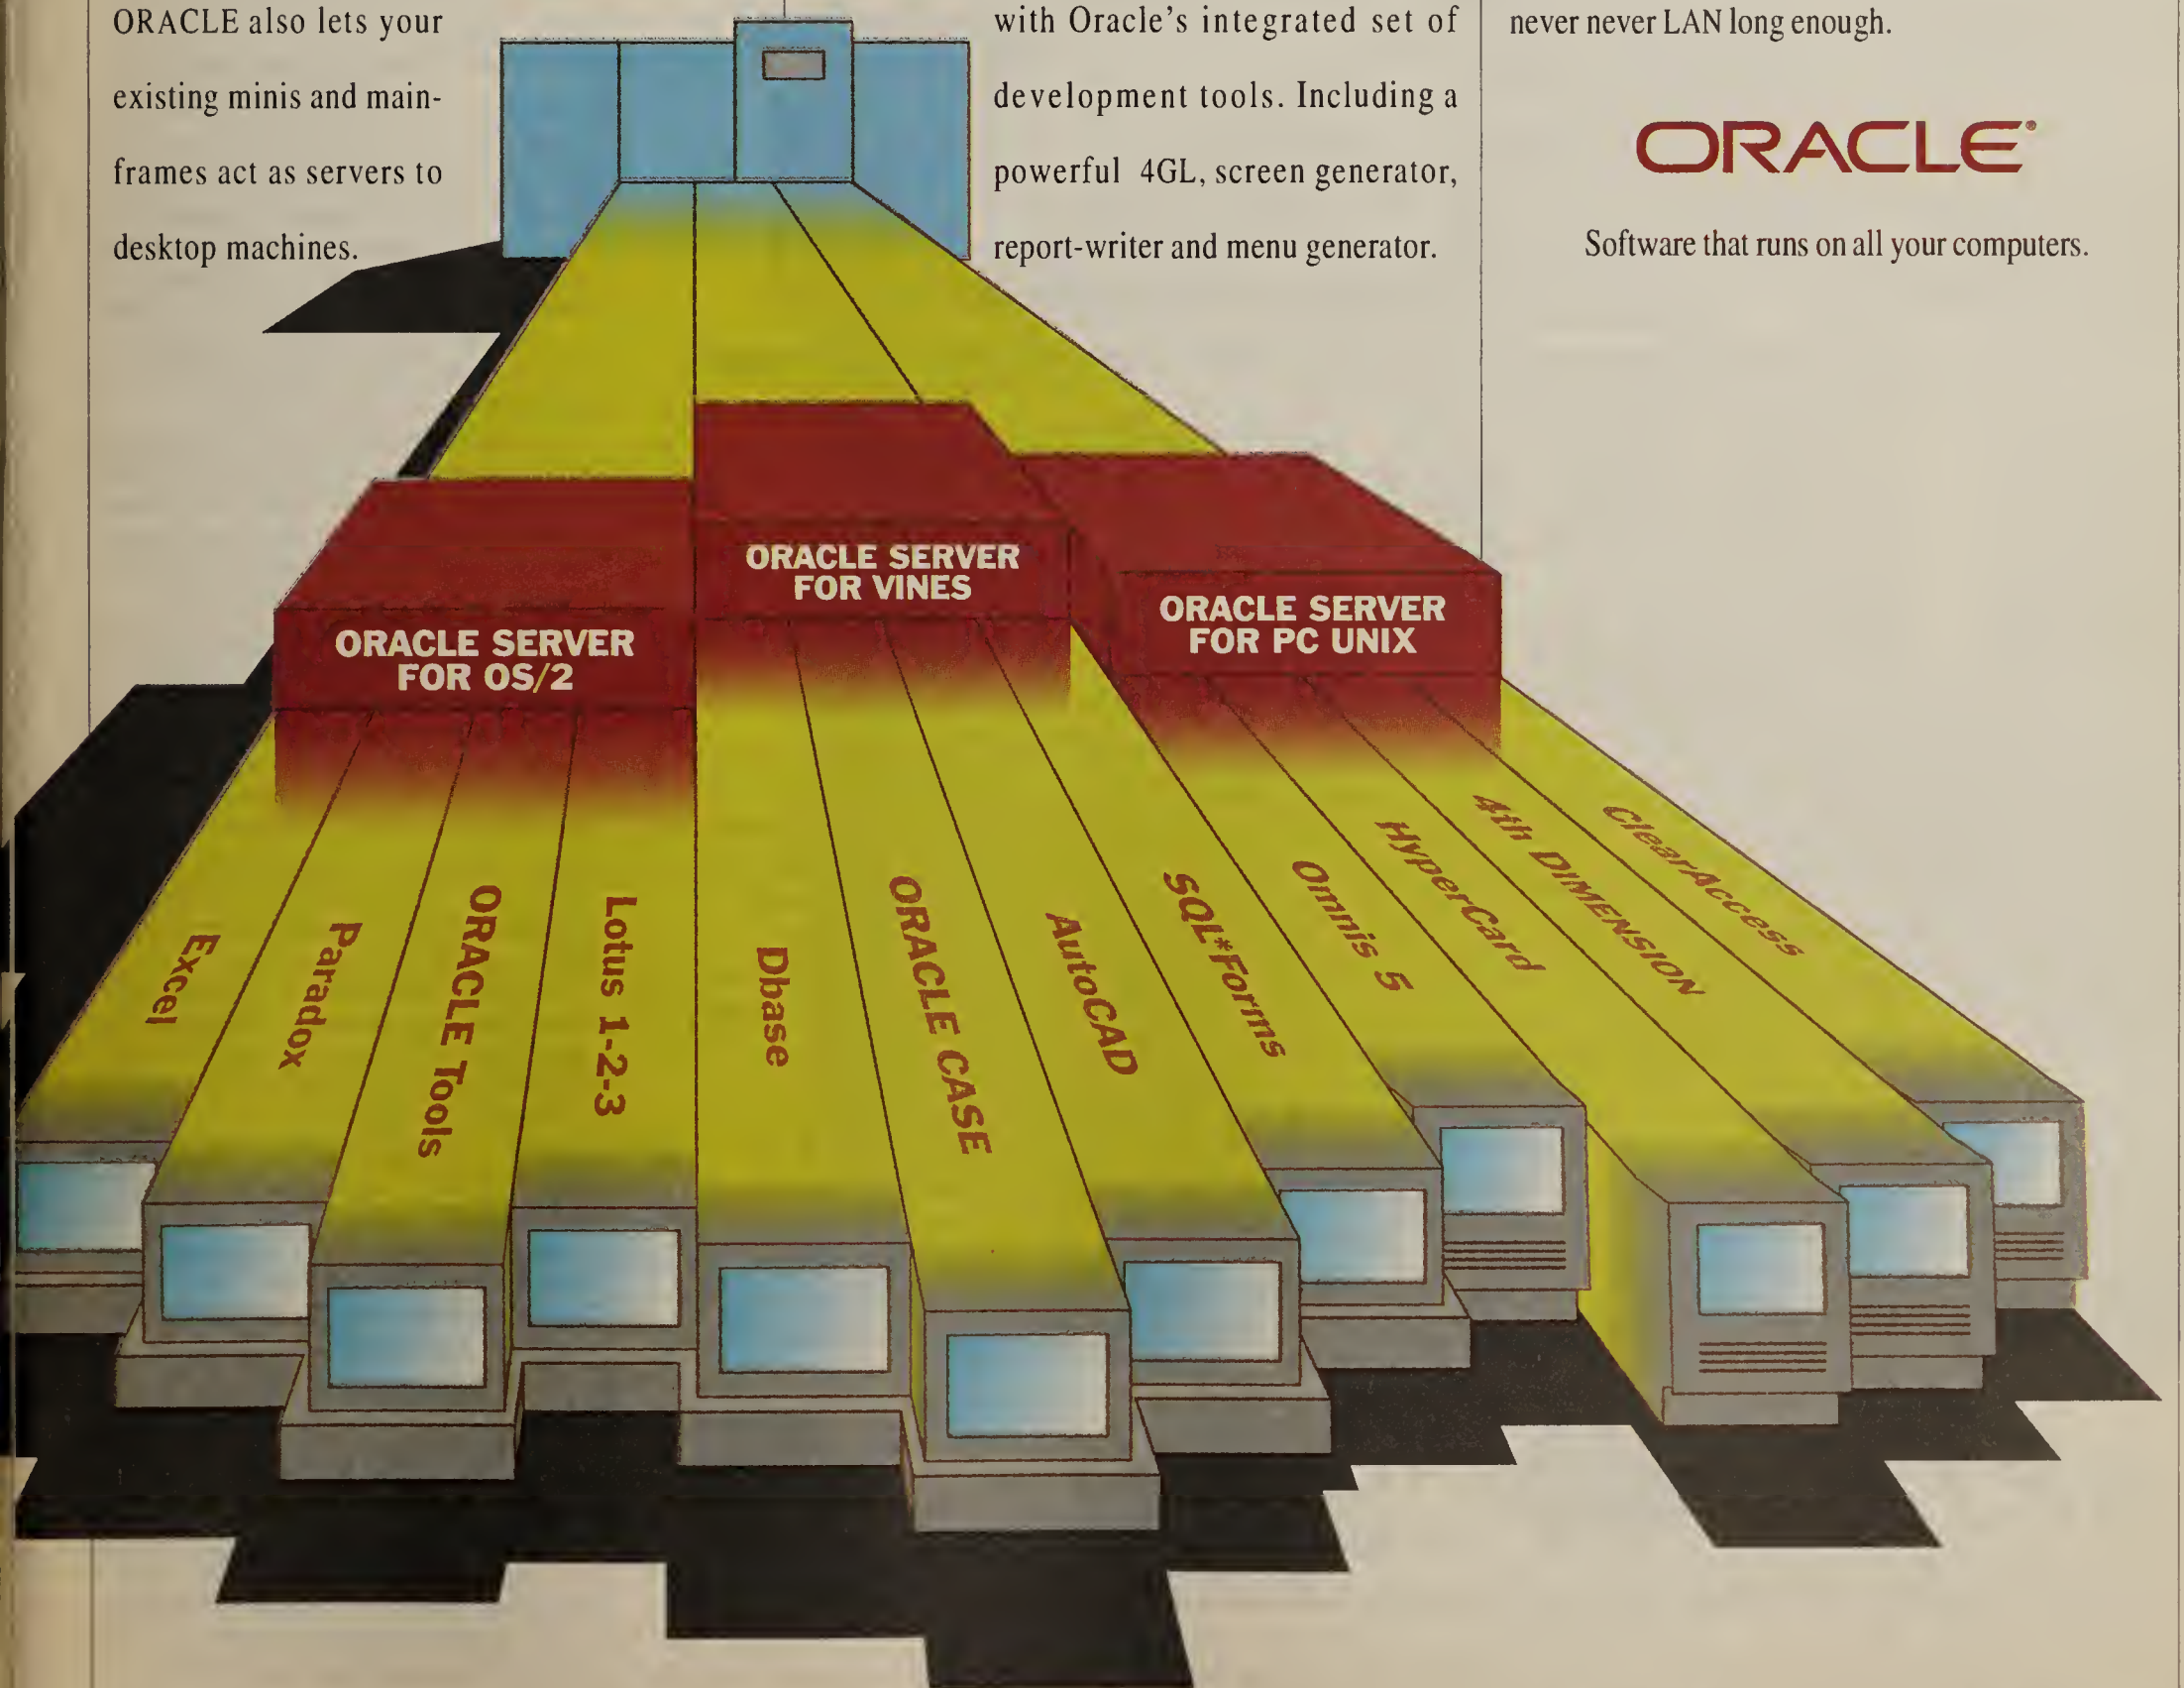 ORACLE also lets your
existing minis and main-
frames act as servers to
desktop machines.
with Oracle's integrated set of
development tools. Including a
powerful 4GL, screen generator,
report-writer and menu generator.
never never LAN long enough.
ORACLE®
Software that runs on all your computers.
ORACLE SERVER
FOR OS/2
ORACLE SERVER
FOR VINES
ORACLE SERVER
FOR PC UNIX
Excel
Paradox
ORACLE Tools
Lotus 1-2-3
Dbase
ORACLE CASE
AutoCAD
SQL*Forms
Omnis 5
HyperCard
4th DIMENSION
ClearAccess